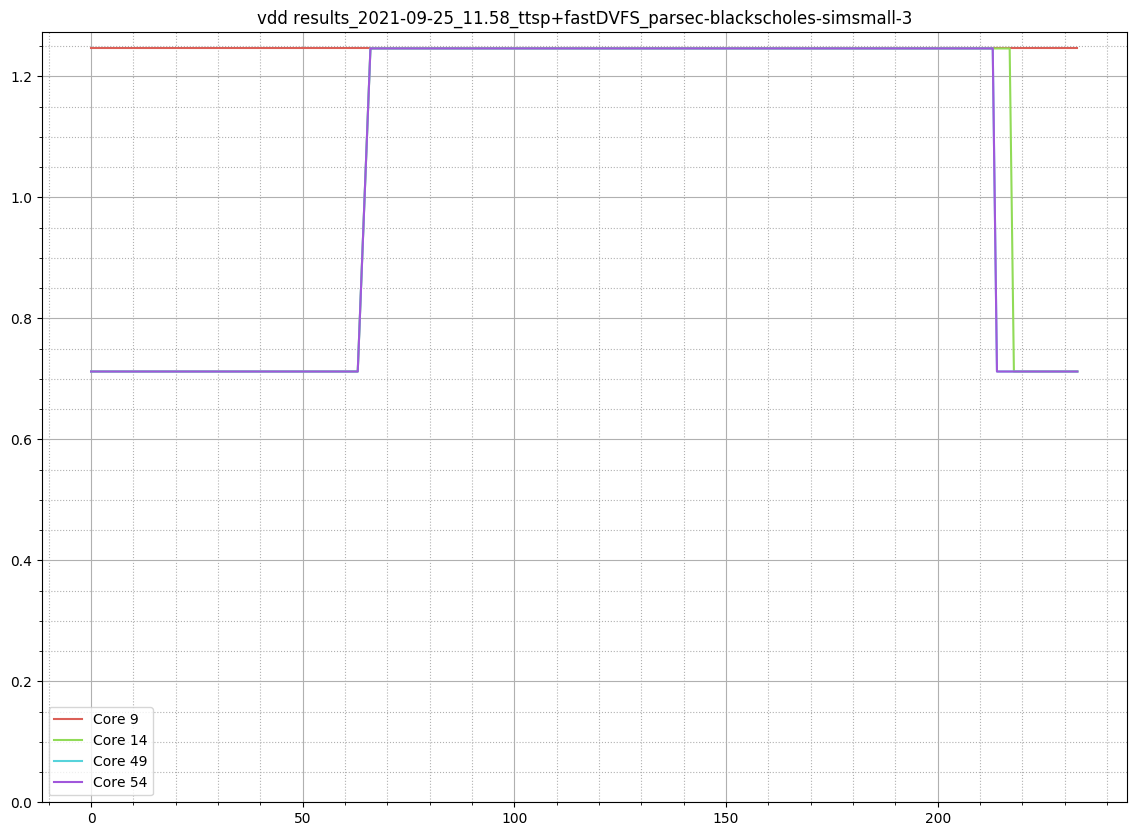 vdd results_2021-09-25_11.58_ttsp+fastDVFS_parsec-blackscholes-simsmall-3
1.2
1.0
0.8
0.6
0.4
0.2
0.0
Core 9
Core 14
Core 49
Core 54
0 50 100 150 200